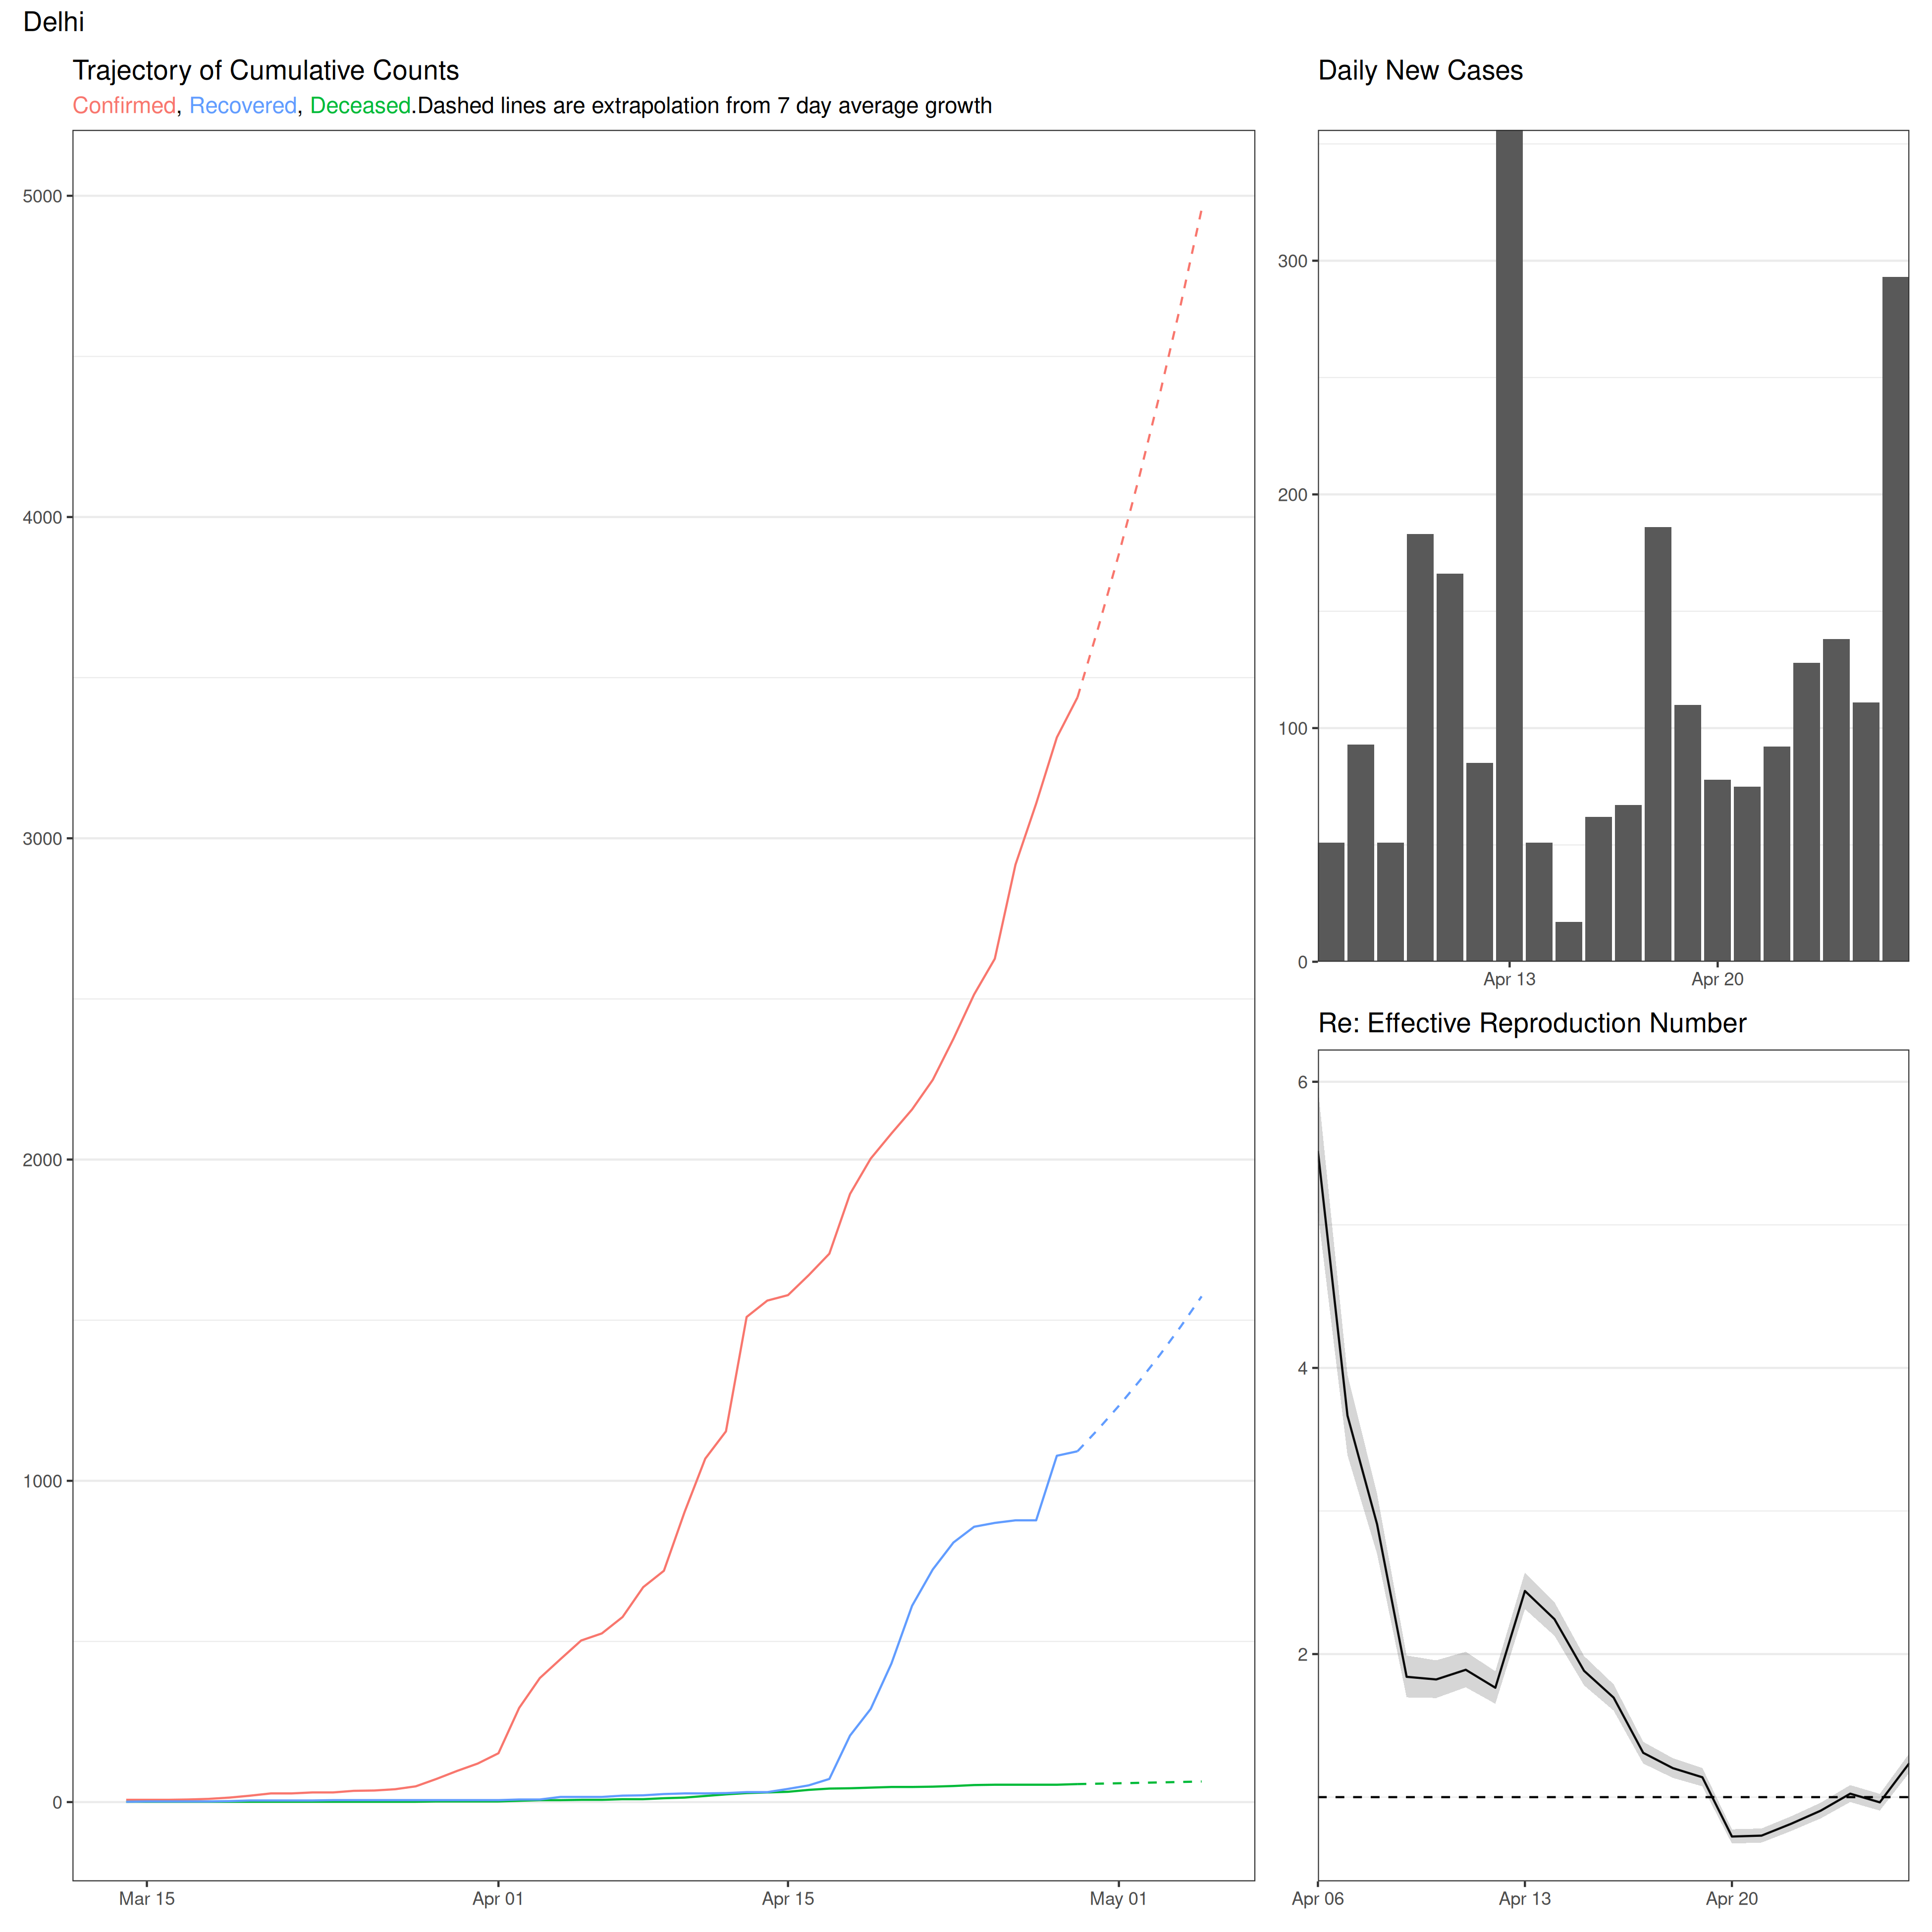 Delhi
Trajectory of Cumulative Counts
Confirmed, Recovered, Deceased.Dashed lines are extrapolation from 7 day average growth
5000
4000
3000
2000
1000
0
Mar 15
Apr 01
Apr 15
May 01
Daily New Cases
300
200
100
0
Apr 13
Apr 20
Re: Effective Reproduction Number
6
4
2
Apr 06
Apr 13
Apr 20